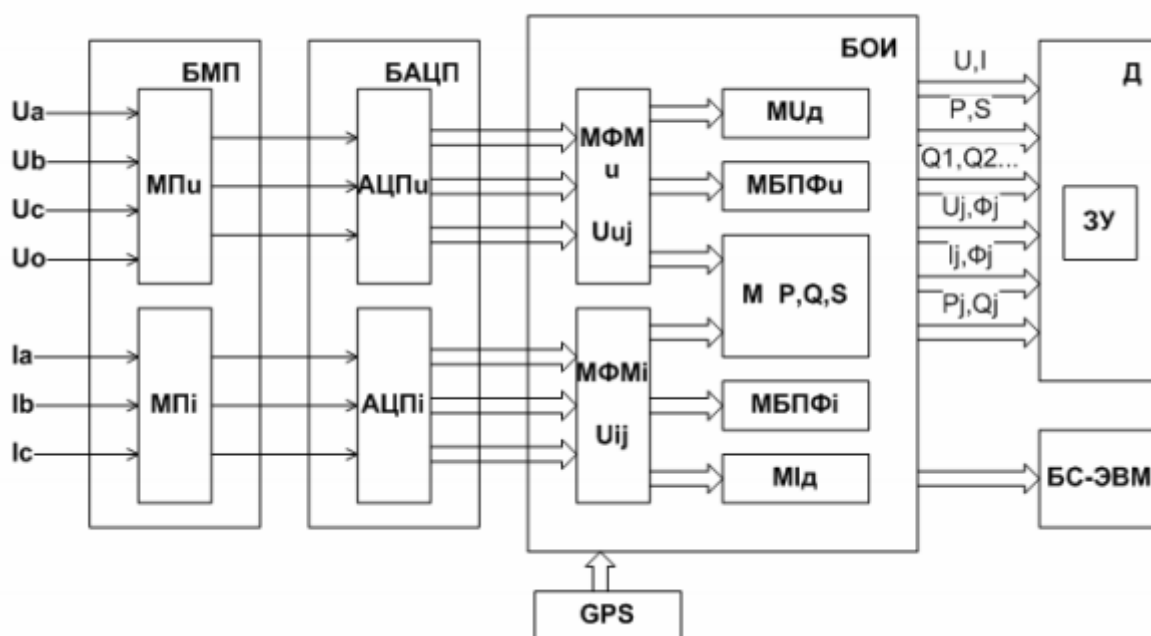 БМП
БАЦП
БОИ
Д
Ua
Ub
Uc
Uo
МПu
АЦПu
МФМ
u
Uuj
МUд
МБПФu
М P,Q,S
U,I
P,S
Q1,Q2...
Uj,Фj
Ij,Фj
Pj,Qj
ЗУ
Ia
Ib
Ic
МПi
АЦПi
МФМi
Uij
МБПФi
МIд
БС-ЭВМ
GPS